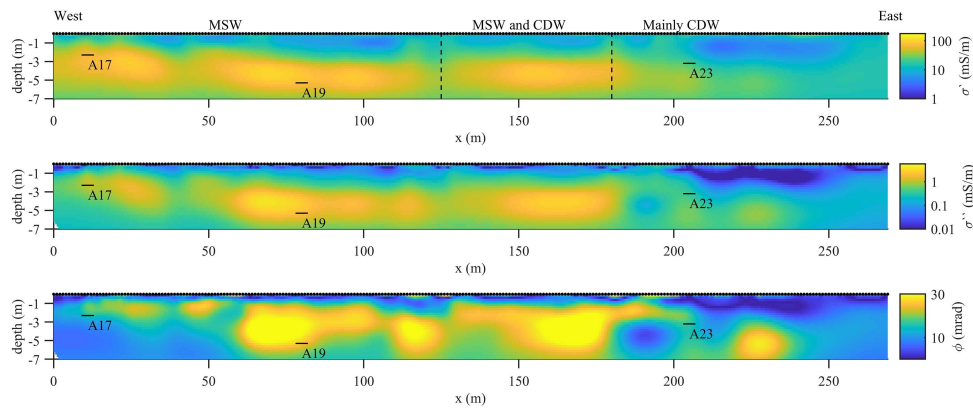 West MSW MSW and CDW Mainly CDW East
depth (m) -1 -3 -5 -7
A17 A19 A23
100 10 1 σ` (mS/m)
0 50 100 150 200 250
x (m)
depth (m) -1 -3 -5 -7
A17 A19 A23
1 0.1 0.01 σ`` (mS/m)
0 50 100 150 200 250
x (m)
depth (m) -1 -3 -5 -7
A17 A19 A23
30 20 10 ϕ (mrad)
0 50 100 150 200 250
x (m)